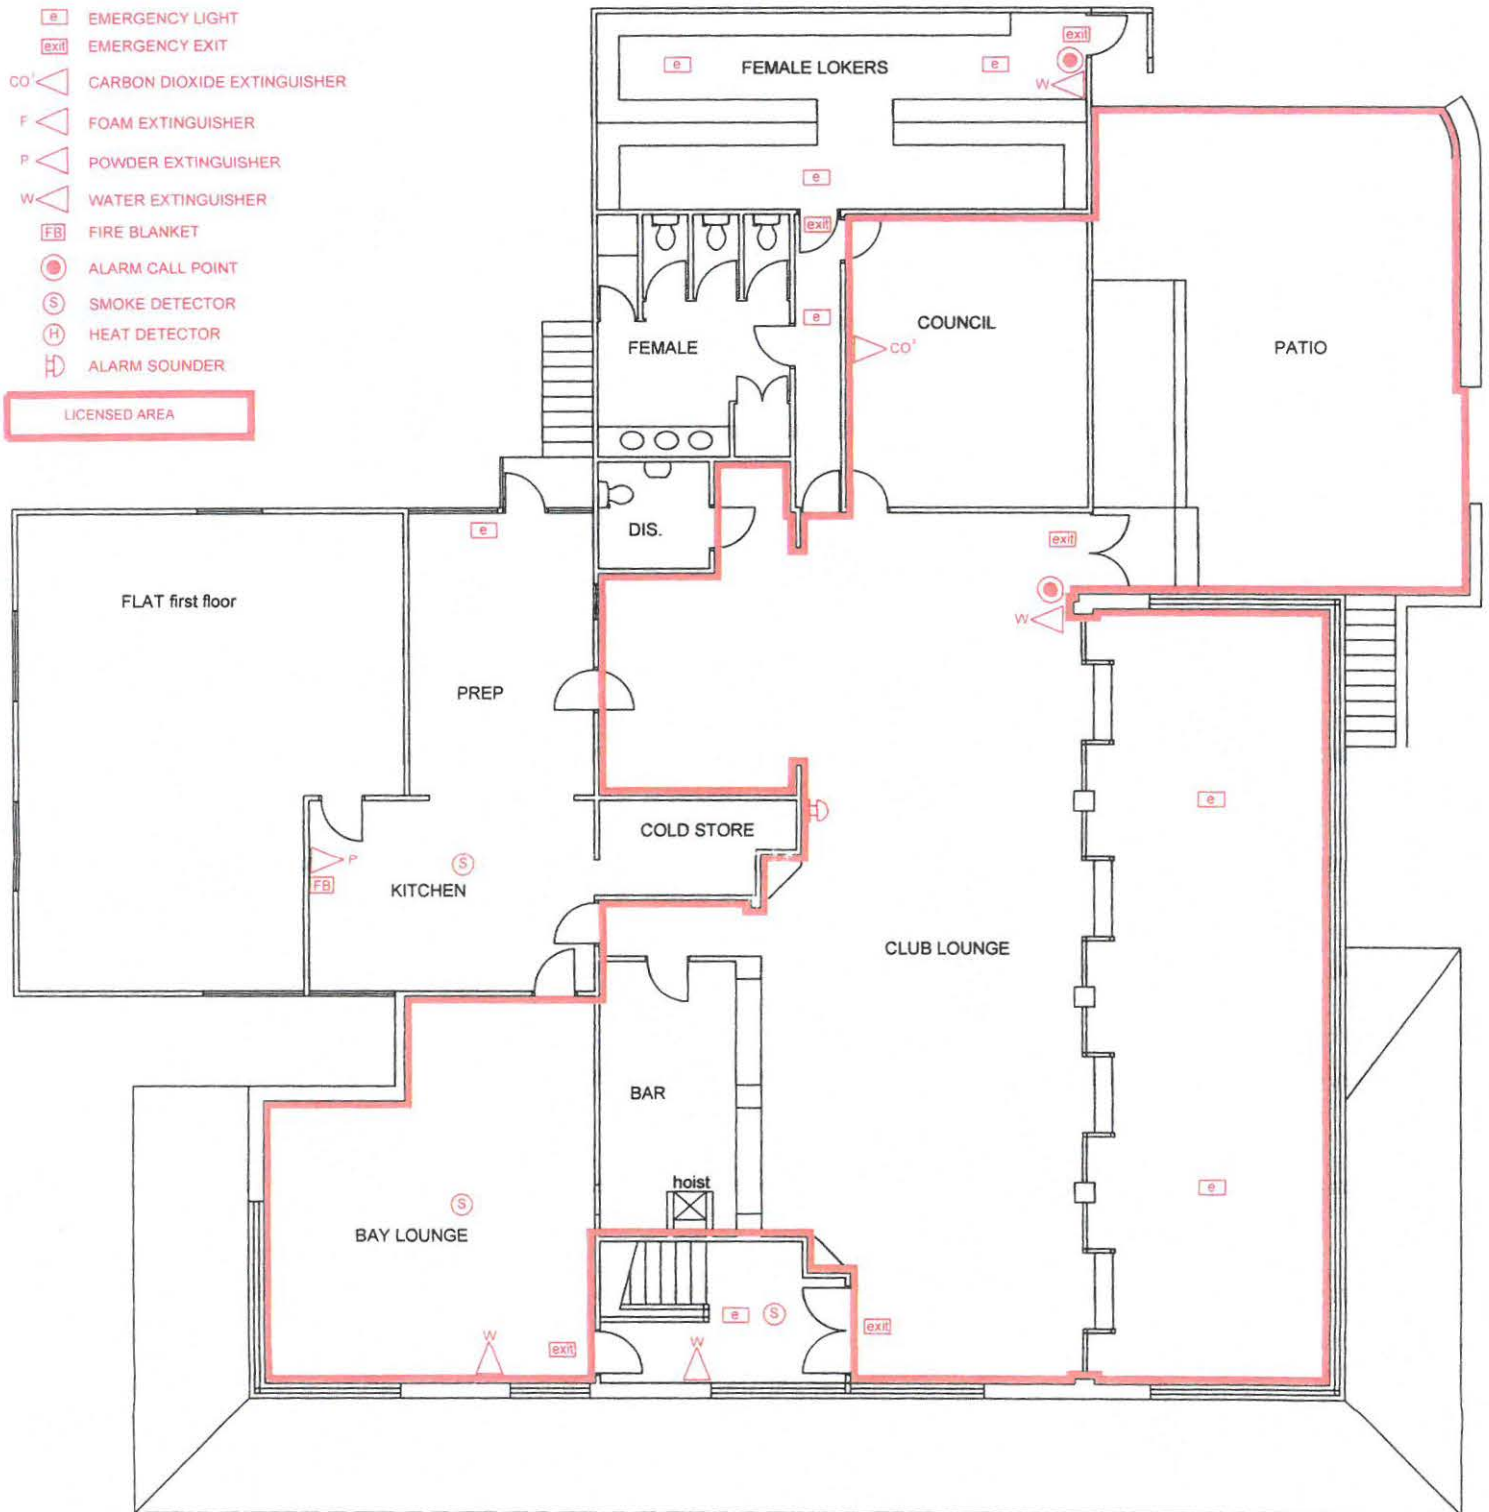 e EMERGENCY LIGHT
exit EMERGENCY EXIT
CO² CARBON DIOXIDE EXTINGUISHER
F FOAM EXTINGUISHER
P POWDER EXTINGUISHER
W WATER EXTINGUISHER
FB FIRE BLANKET
ALARM CALL POINT
S SMOKE DETECTOR
H HEAT DETECTOR
ALARM SOUNDER
LICENSED AREA
exit
e FEMALE LOKERS e
W
e
exit
e
COUNCIL
FEMALE CO² PATIO
DIS.
e exit
FLAT first floor
W
PREP
e
COLD STORE
P S
FB KITCHEN
CLUB LOUNGE
BAR
hoist e
S
BAY LOUNGE
e S
exit W exit
W